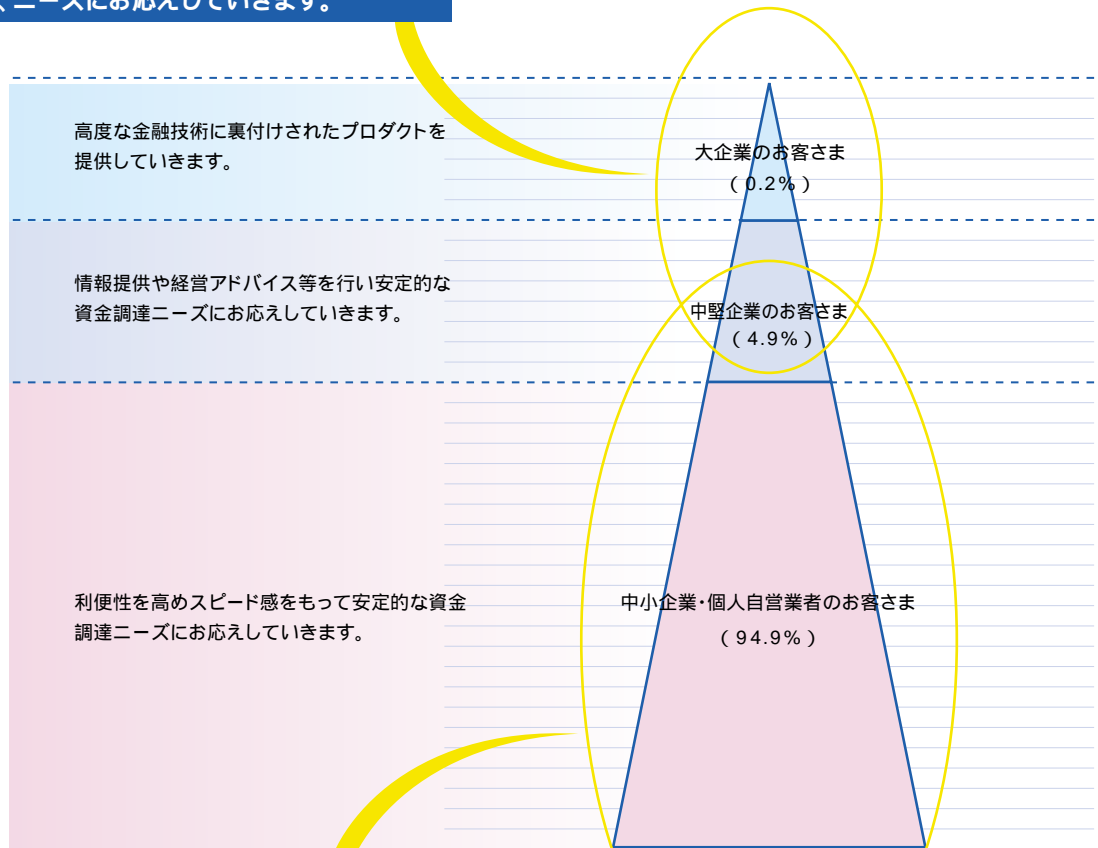 ニーズにお応えしていきます。
高度な金融技術に裏付けされたプロダクトを
提供していきます。
大企業のお客さま
(0.2%)
情報提供や経営アドバイス等を行い安定的な
資金調達ニーズにお応えしていきます。
中堅企業のお客さま
(4.9%)
利便性を高めスピード感をもって安定的な資金
調達ニーズにお応えしていきます。
中小企業・個人自営業者のお客さま
(94.9%)